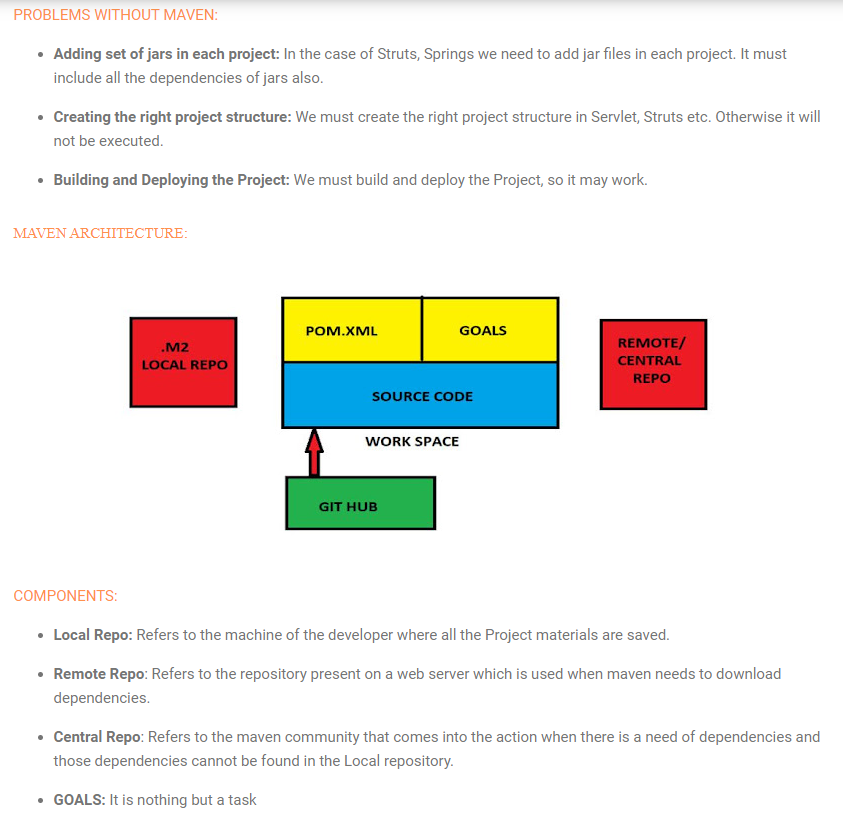 PROBLEMS WITHOUT MAVEN:
• Adding set of jars in each project: In the case of Struts, Springs we need to add jar files in each project. It must
include all the dependencies of jars also.
• Creating the right project structure: We must create the right project structure in Servlet, Struts etc. Otherwise it will
not be executed.
• Building and Deploying the Project: We must build and deploy the Project, so it may work.
MAVEN ARCHITECTURE:
.M2
LOCAL REPO
POM.XML
GOALS
SOURCE CODE
WORK SPACE
GIT HUB
REMOTE/
CENTRAL
REPO
COMPONENTS:
• Local Repo: Refers to the machine of the developer where all the Project materials are saved.
• Remote Repo: Refers to the repository present on a web server which is used when maven needs to download
dependencies.
• Central Repo: Refers to the maven community that comes into the action when there is a need of dependencies and
those dependencies cannot be found in the Local repository.
• GOALS: It is nothing but a task